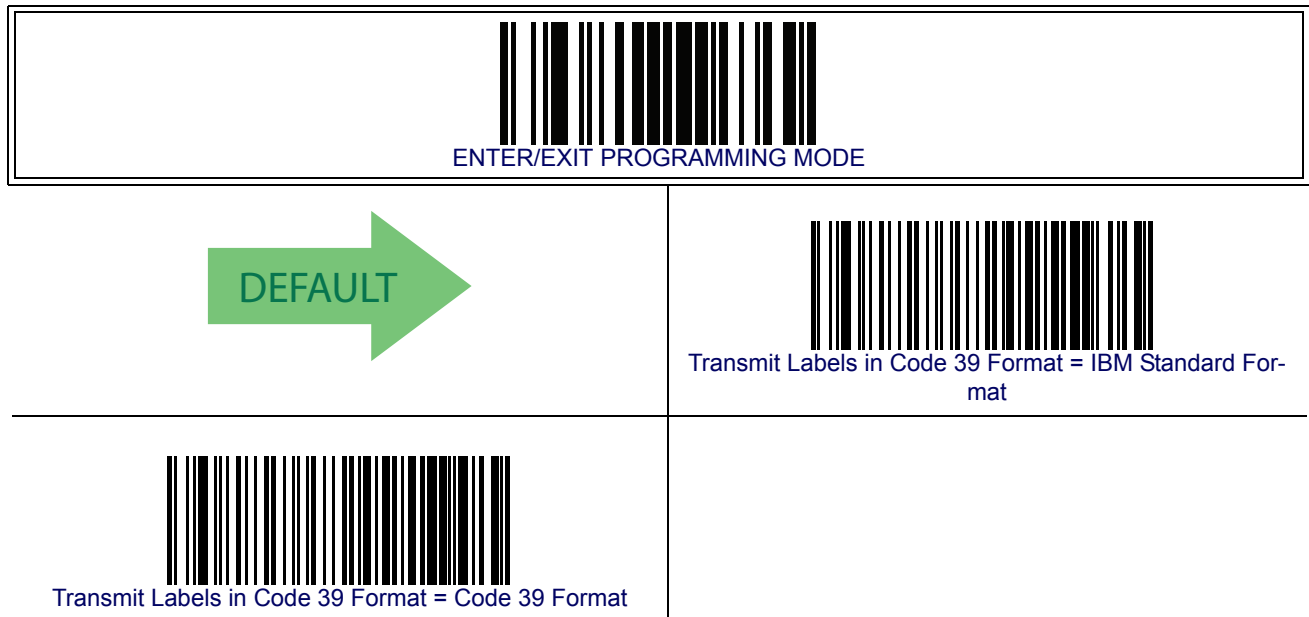 ENTER/EXIT PROGRAMMING MODE
DEFAULT
Transmit Labels in Code 39 Format = IBM Standard For-
mat
Transmit Labels in Code 39 Format = Code 39 Format